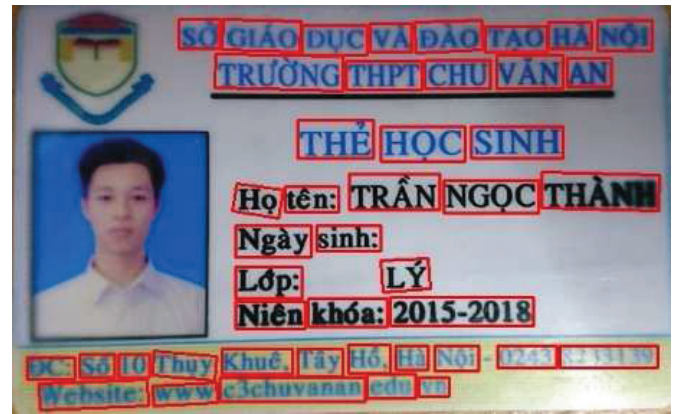 SỞ GIÁO DỤC VÀ ĐÀO TẠO HÀ NỘI
TRƯỜNG THPT CHU VĂN AN
THẺ HỌC SINH
Họ tên: TRẦN NGỌC THÀNH
Ngày sinh:
Lớp: LÝ
Niên khóa: 2015-2018
ĐC: Số 10 Thụy Khuê, Tây Hồ, Hà Nội - 0243 8233139
Website: www.c3chuvanan.edu.vn